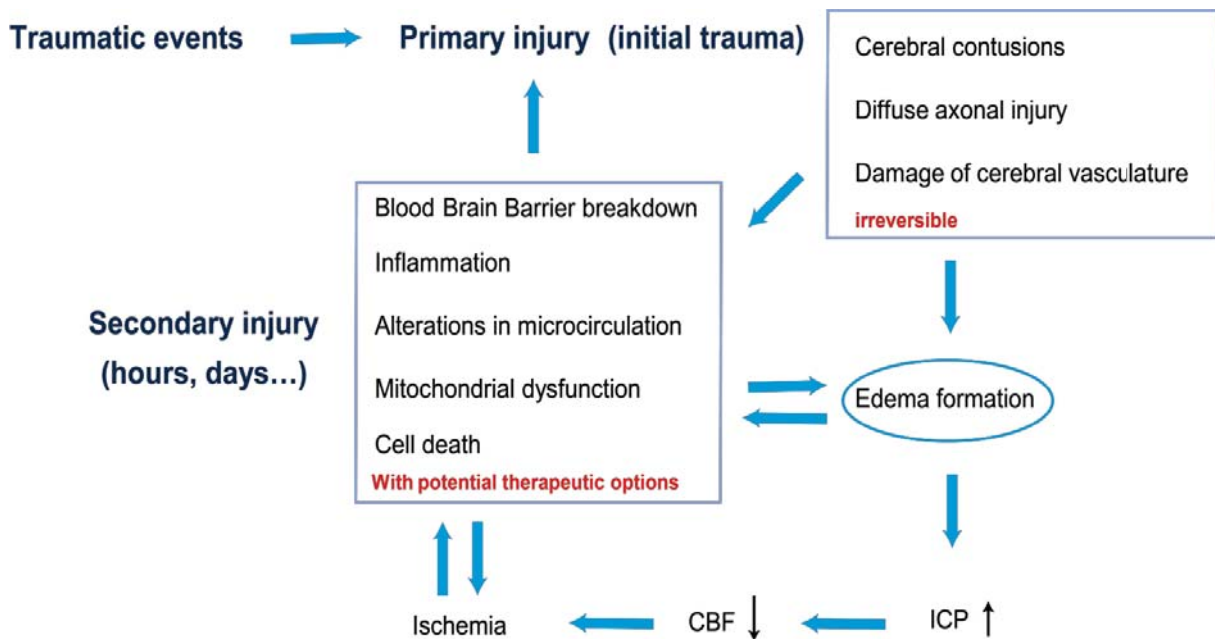 Traumatic events
Primary injury (initial trauma)
Cerebral contusions
Diffuse axonal injury
Damage of cerebral vasculature
irreversible
Blood Brain Barrier breakdown
Inflammation
Alterations in microcirculation
Mitochondrial dysfunction
Cell death
With potential therapeutic options
Secondary injury
(hours, days...)
Edema formation
Ischemia
CBF ↓
ICP ↑